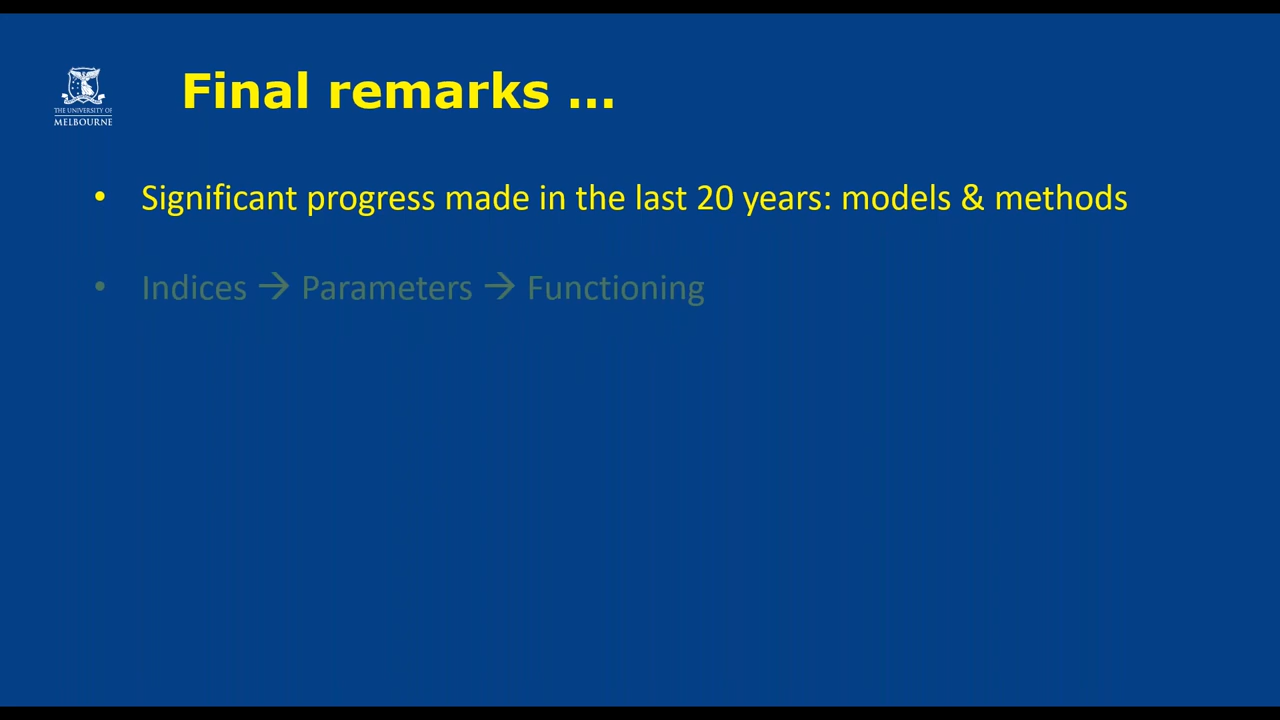 Final remarks ...
THE UNIVERSITY OF
MELBOURNE
• Significant progress made in the last 20 years: models & methods
• Indices → Parameters → Functioning